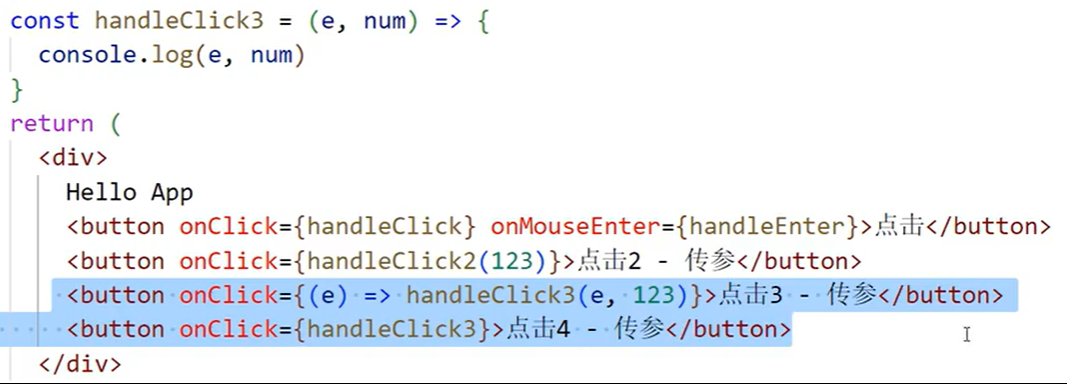 const handleClick3 = (e, num) => {
console.log(e, num)
}
return (
<div>
Hello App
<button onClick={handleClick} onMouseEnter={handleEnter}>点击</button>
<button onClick={handleClick2(123)}>点击2 - 传参</button>
<button onClick={(e) => handleClick3(e, 123)}>点击3 - 传参</button>
<button onClick={handleClick3}>点击4 - 传参</button>
</div>